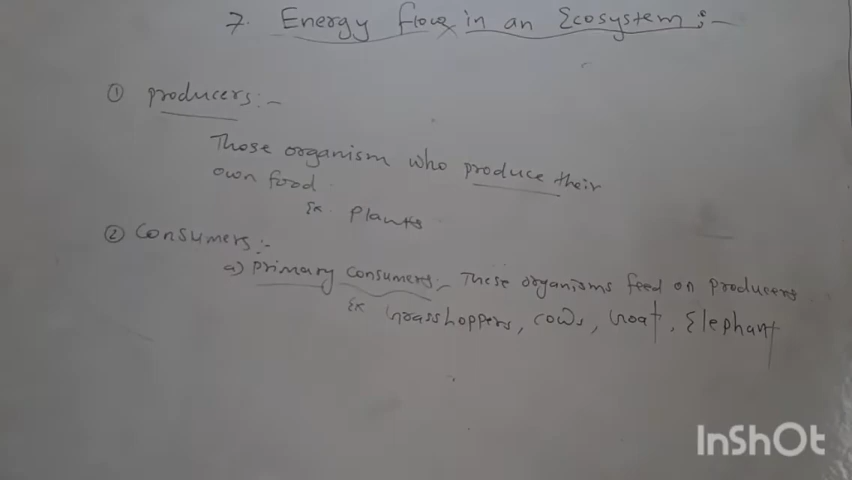 7. Energy flow in an Ecosystem :-
① producers :-
Those organism who produce their
own food.
Ex. Plants
② Consumers :-
a) Primary consumers :- These organisms feed on producers
Ex Grasshoppers, cows, Goat, Elephant
InShOt